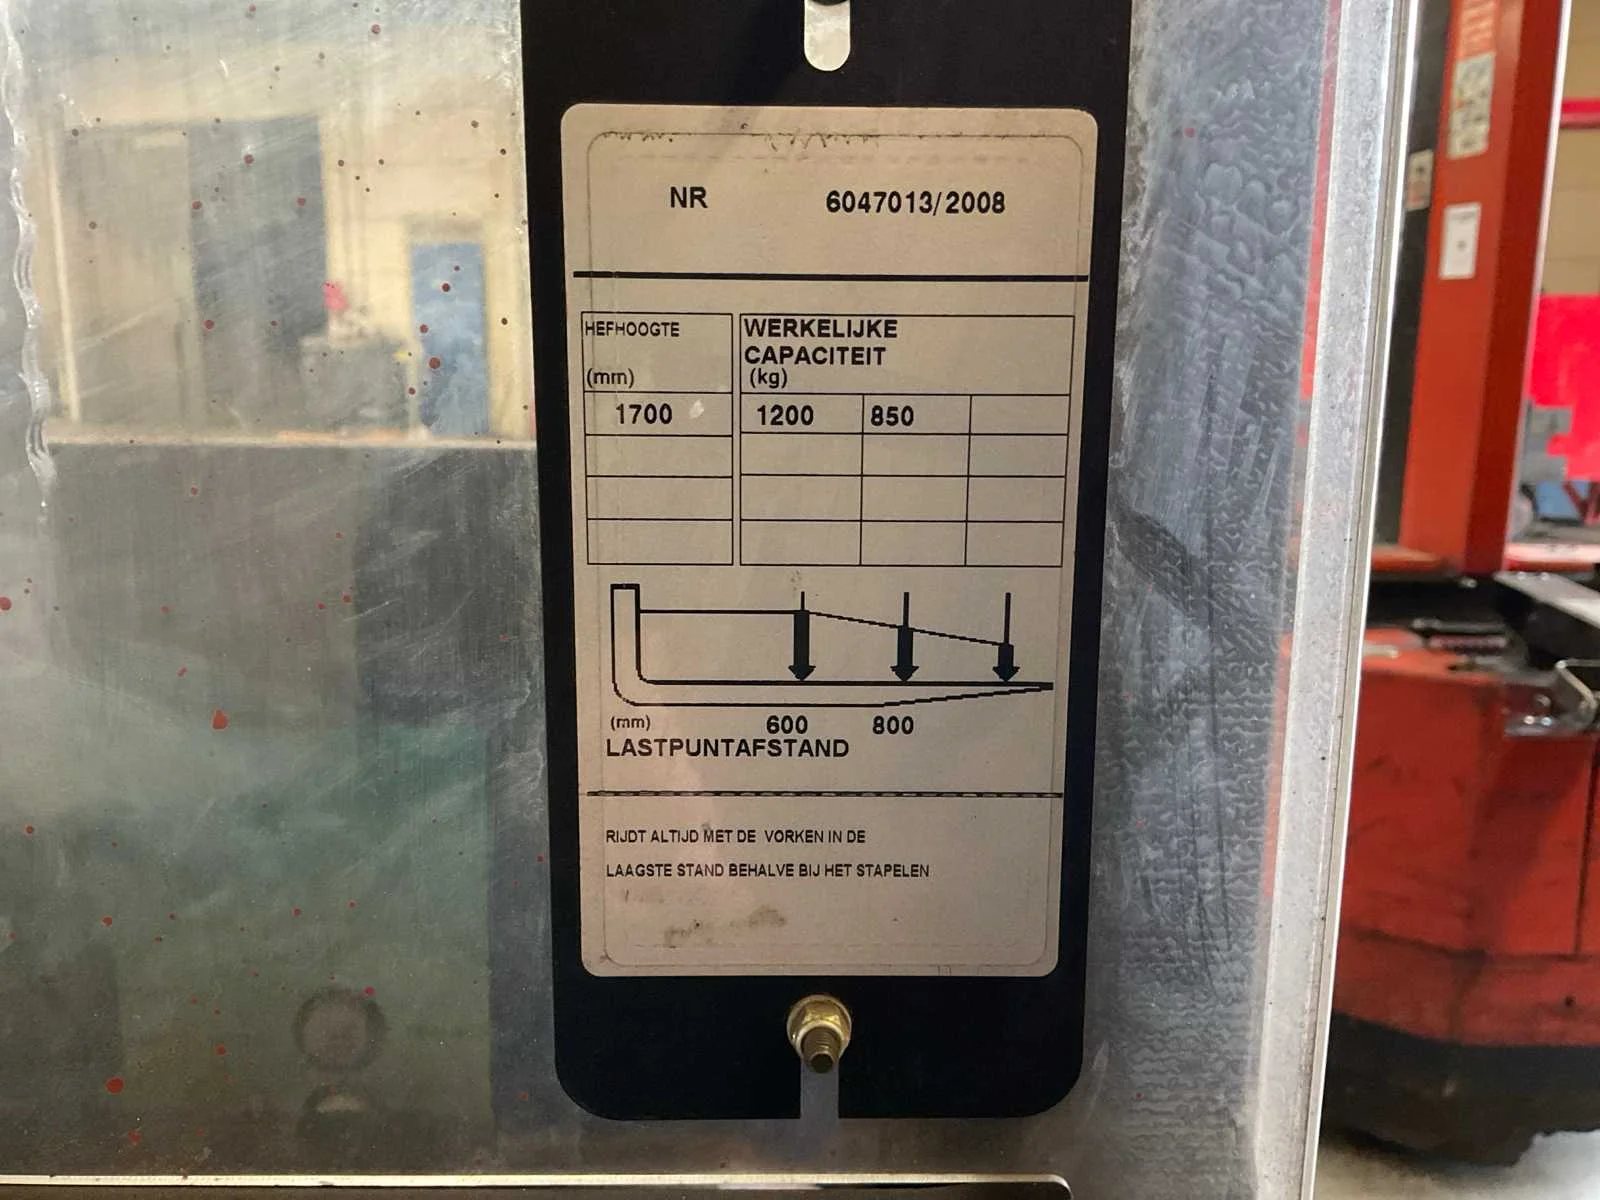 NR 6047013/2008
HEFHOOGTE
(mm)
WERKELIJKE
CAPACITEIT
(kg)
1700 1200 850
(mm) 600 800
LASTPUNTAFSTAND
RIJDT ALTIJD MET DE VORKEN IN DE
LAAGSTE STAND BEHALVE BIJ HET STAPELEN